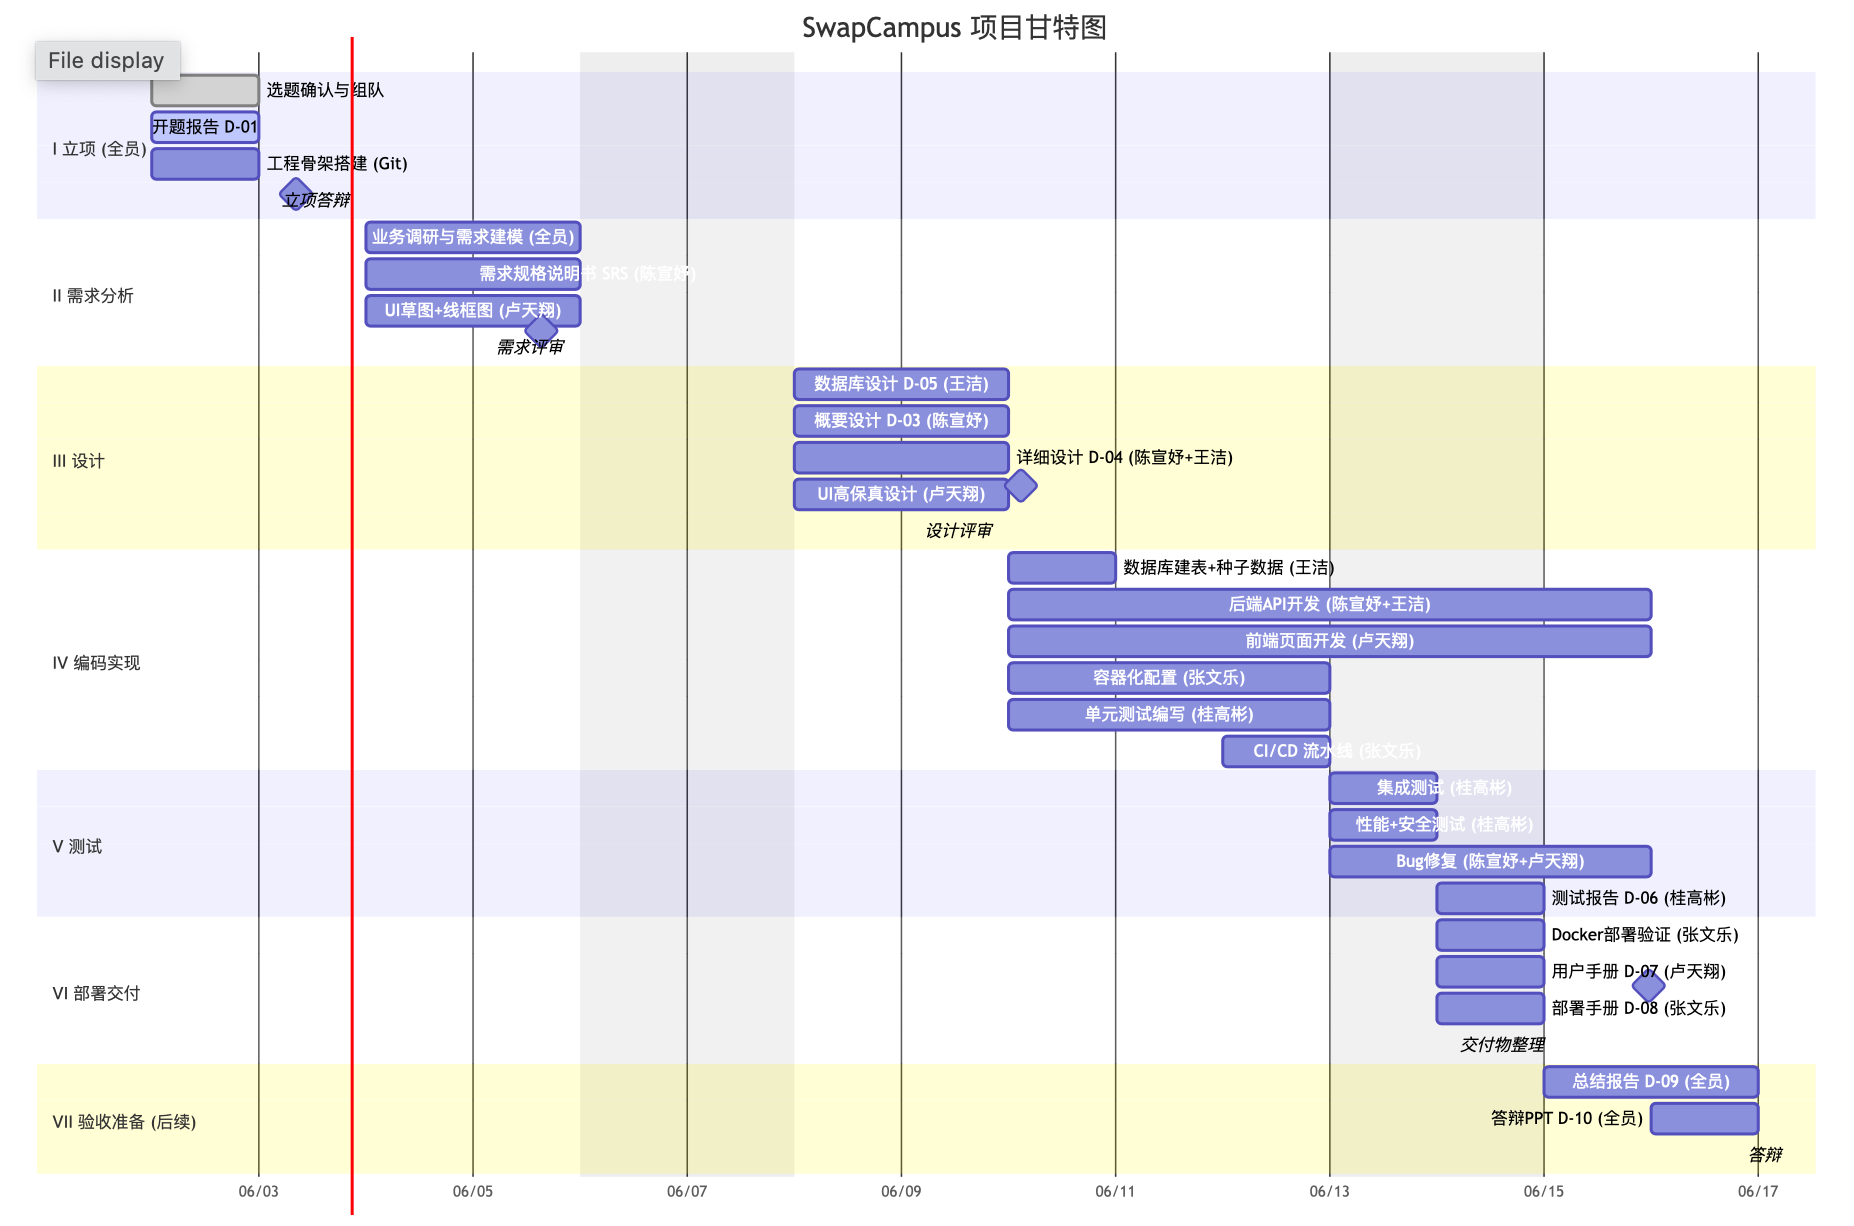 SwapCampus 项目甘特图
File display
选题确认与组队
开题报告 D-01
I 立项 (全员)
工程骨架搭建 (Git)
立项答辩
业务调研与需求建模 (全员)
需求规格说明书 SRS (陈宣妤)
II 需求分析
UI草图+线框图 (卢天翔)
需求评审
数据库设计 D-05 (王洁)
概要设计 D-03 (陈宣妤)
III 设计
详细设计 D-04 (陈宣妤+王洁)
UI高保真设计 (卢天翔)
设计评审
数据库建表+种子数据 (王洁)
后端API开发 (陈宣妤+王洁)
前端页面开发 (卢天翔)
IV 编码实现
容器化配置 (张文乐)
单元测试编写 (桂高彬)
CI/CD 流水线 (张文乐)
集成测试 (桂高彬)
性能+安全测试 (桂高彬)
V 测试
Bug修复 (陈宣妤+卢天翔)
测试报告 D-06 (桂高彬)
Docker部署验证 (张文乐)
用户手册 D-07 (卢天翔)
VI 部署交付
部署手册 D-08 (张文乐)
交付物整理
总结报告 D-09 (全员)
VII 验收准备 (后续)
答辩PPT D-10 (全员)
答辩
06/03
06/05
06/07
06/09
06/11
06/13
06/15
06/17